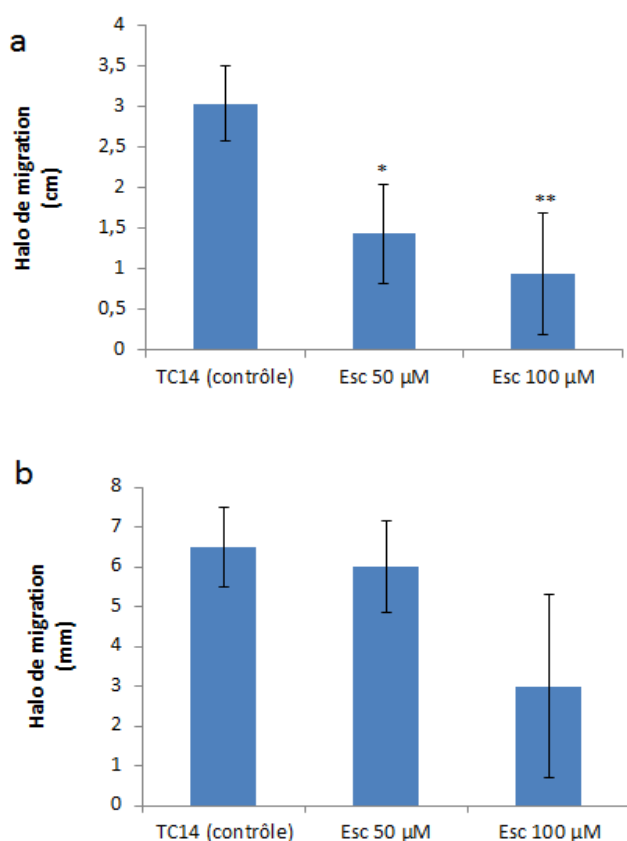 a
Halo de migration
(cm)
4
3,5
3
2,5
2
1,5
1
0,5
0
*
**
TC14 (contrôle) Esc 50 µM Esc 100 µM
b
Halo de migration
(mm)
8
7
6
5
4
3
2
1
0
TC14 (contrôle) Esc 50 µM Esc 100 µM